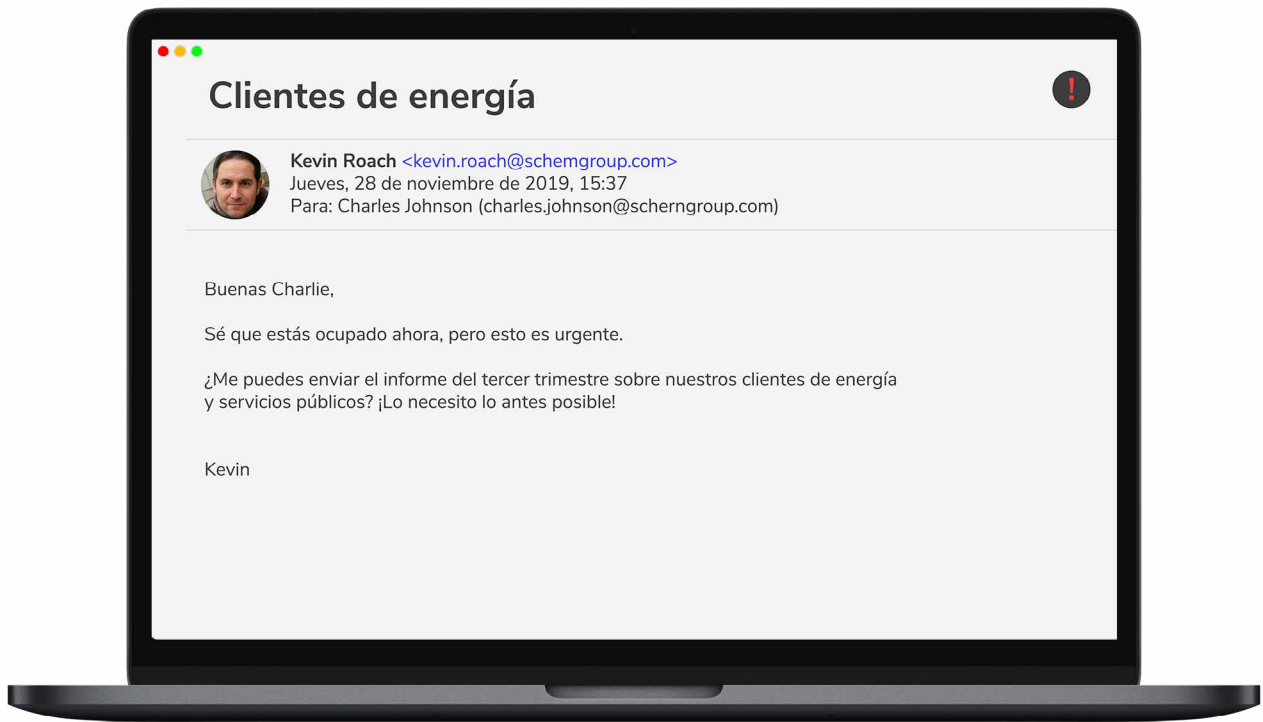 Clientes de energía
!
Kevin Roach <kevin.roach@schemgroup.com>
Jueves, 28 de noviembre de 2019, 15:37
Para: Charles Johnson (charles.johnson@scherngroup.com)
Buenas Charlie,
Sé que estás ocupado ahora, pero esto es urgente.
¿Me puedes enviar el informe del tercer trimestre sobre nuestros clientes de energía
y servicios públicos? ¡Lo necesito lo antes posible!
Kevin